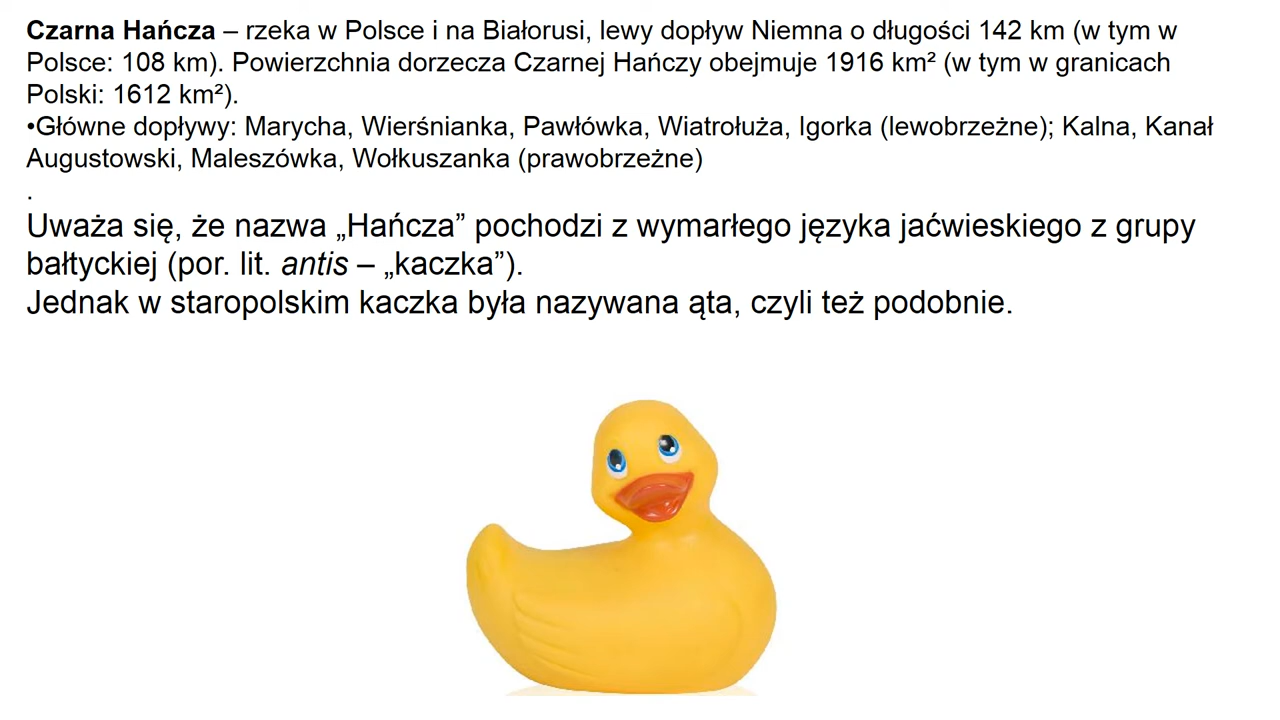 Czarna Hańcza – rzeka w Polsce i na Białorusi, lewy dopływ Niemna o długości 142 km (w tym w
Polsce: 108 km). Powierzchnia dorzecza Czarnej Hańczy obejmuje 1916 km² (w tym w granicach
Polski: 1612 km²).
•Główne dopływy: Marycha, Wierśnianka, Pawłówka, Wiatrołuża, Igorka (lewobrzeżne); Kalna, Kanał
Augustowski, Maleszówka, Wołkuszanka (prawobrzeżne)
.
Uważa się, że nazwa „Hańcza” pochodzi z wymarłego języka jaćwieskiego z grupy
bałtyckiej (por. lit. antis – „kaczka”).
Jednak w staropolskim kaczka była nazywana ąta, czyli też podobnie.